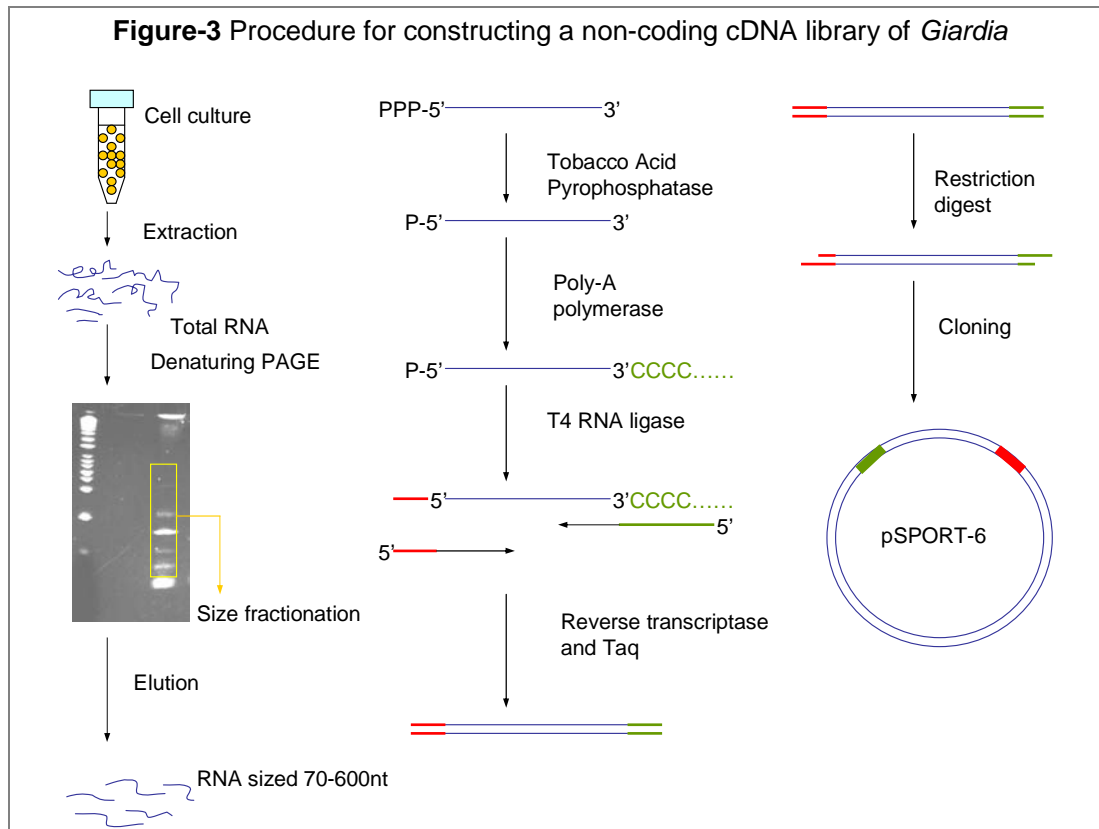 Figure-3 Procedure for constructing a non-coding cDNA library of Giardia
Cell culture
Extraction
Total RNA
Denaturing PAGE
Size fractionation
Elution
RNA sized 70-600nt
PPP-5’ 3’
Tobacco Acid
Pyrophosphatase
P-5’ 3’
Poly-A
polymerase
P-5’ 3’CCCC……
T4 RNA ligase
5’ 3’CCCC……
5’
5’
Reverse transcriptase
and Taq
Restriction
digest
Cloning
pSPORT-6